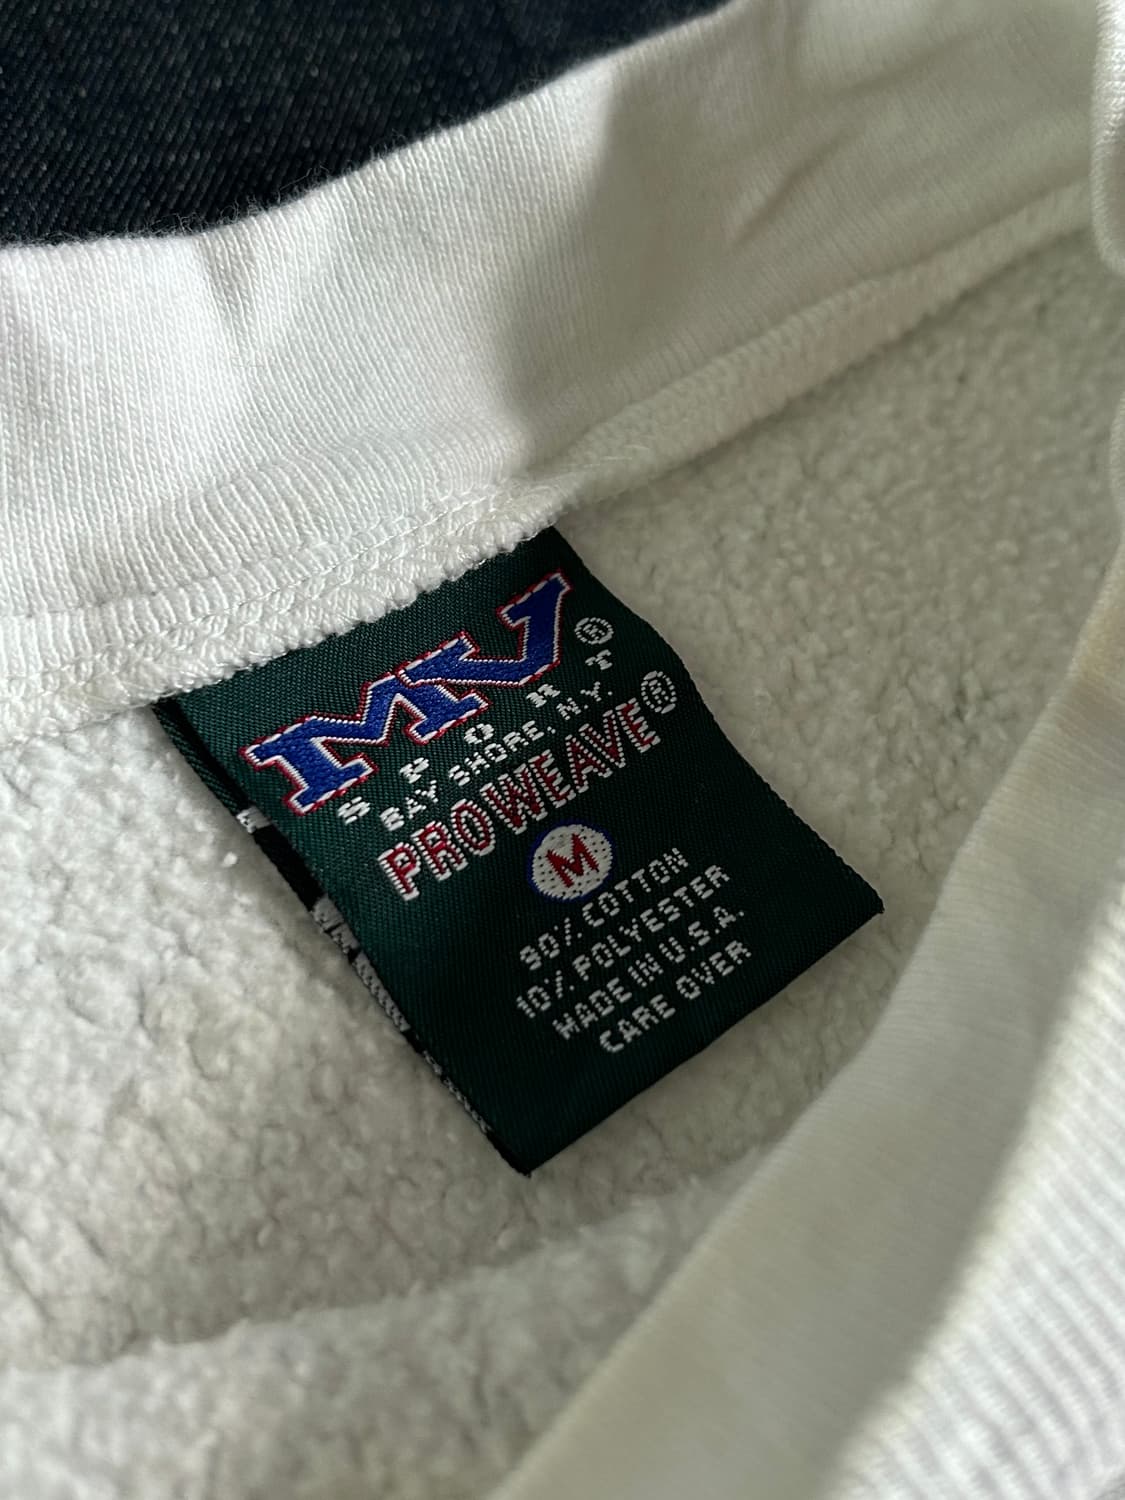 MV®
SPORT
BAY SHORE, N.Y.
PROWEAVE®
M
90% COTTON
10% POLYESTER
MADE IN U.S.A.
CARE OVER